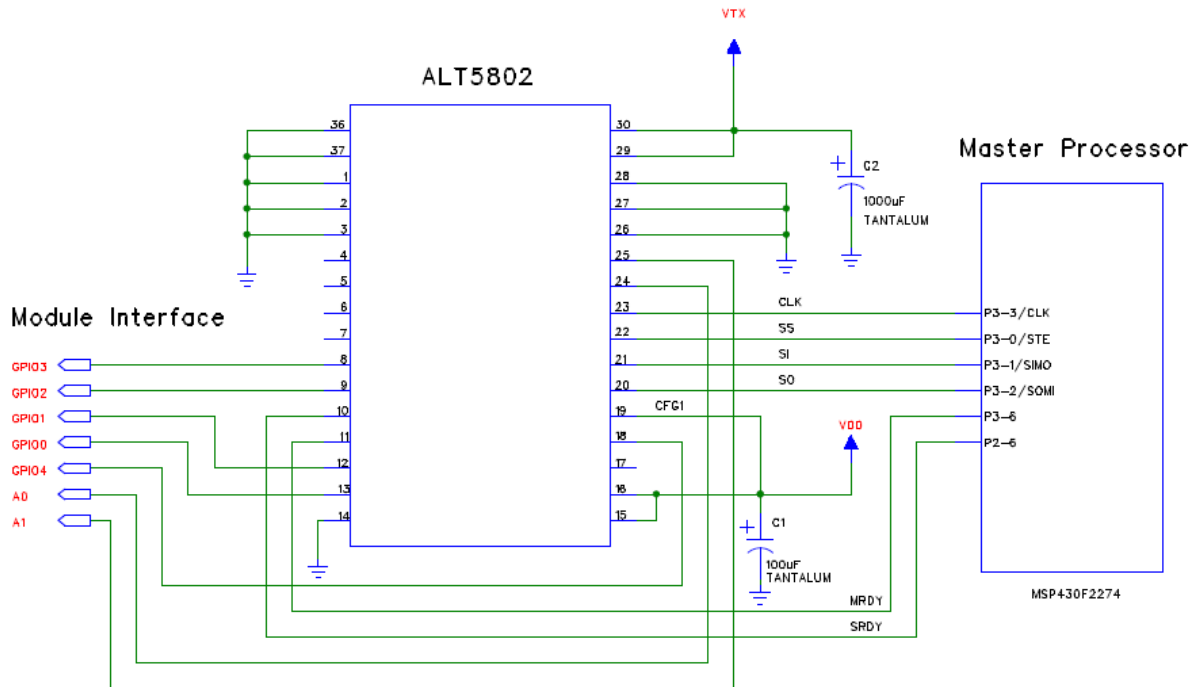 VTX
ALT5802
36
37
1
2
3
4
5
6
7
8
9
10
11
12
13
14
30
29
28
27
26
25
24
23
22
21
20
19
18
17
16
15
+
C2
1000uF
TANTALUM
Master Processor
P3-3/CLK
P3-0/STE
P3-1/SIMO
P3-2/SOMI
P3-6
P2-6
MSP430F2274
CLK
SS
SI
SO
CFG1
VDD
+
C1
100uF
TANTALUM
MRDY
SRDY
Module Interface
GPIO3
GPIO2
GPIO1
GPIO0
GPIO4
A0
A1